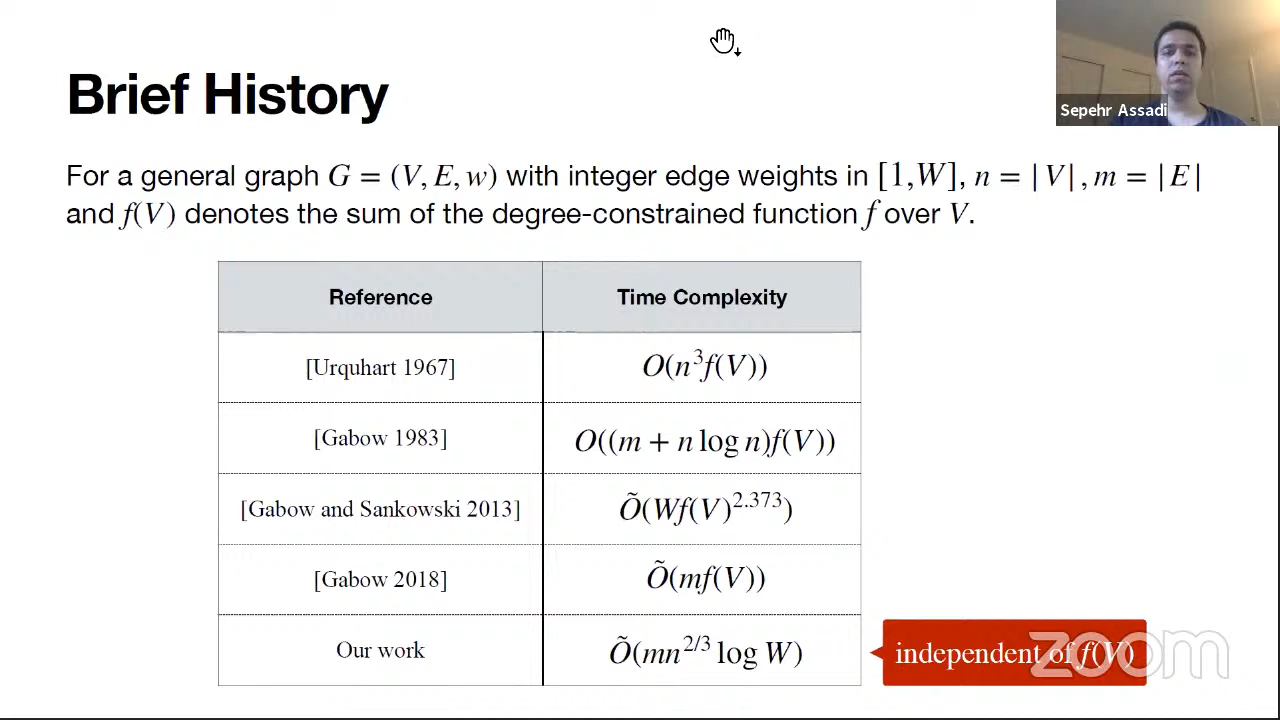 Brief History
Sepehr Assadi
For a general graph G = (V, E, w) with integer edge weights in [1,W], n = |V|, m = |E|
and f(V) denotes the sum of the degree-constrained function f over V.
Reference Time Complexity
[Urquhart 1967] O(n³f(V))
[Gabow 1983] O((m + n log n)f(V))
[Gabow and Sankowski 2013] Õ(Wf(V)^2.373)
[Gabow 2018] Õ(mf(V))
Our work Õ(mn^2/3 log W)
independent of f(V)
zoom